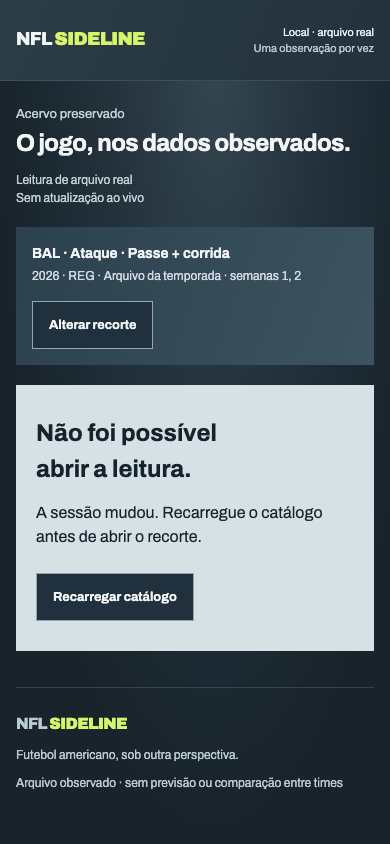 NFL SIDELINE
Local · arquivo real
Uma observação por vez
Acervo preservado
O jogo, nos dados observados.
Leitura de arquivo real
Sem atualização ao vivo
BAL · Ataque · Passe + corrida
2026 · REG · Arquivo da temporada · semanas 1, 2
Alterar recorte
Não foi possível
abrir a leitura.
A sessão mudou. Recarregue o catálogo
antes de abrir o recorte.
Recarregar catálogo
NFL SIDELINE
Futebol americano, sob outra perspectiva.
Arquivo observado · sem previsão ou comparação entre times